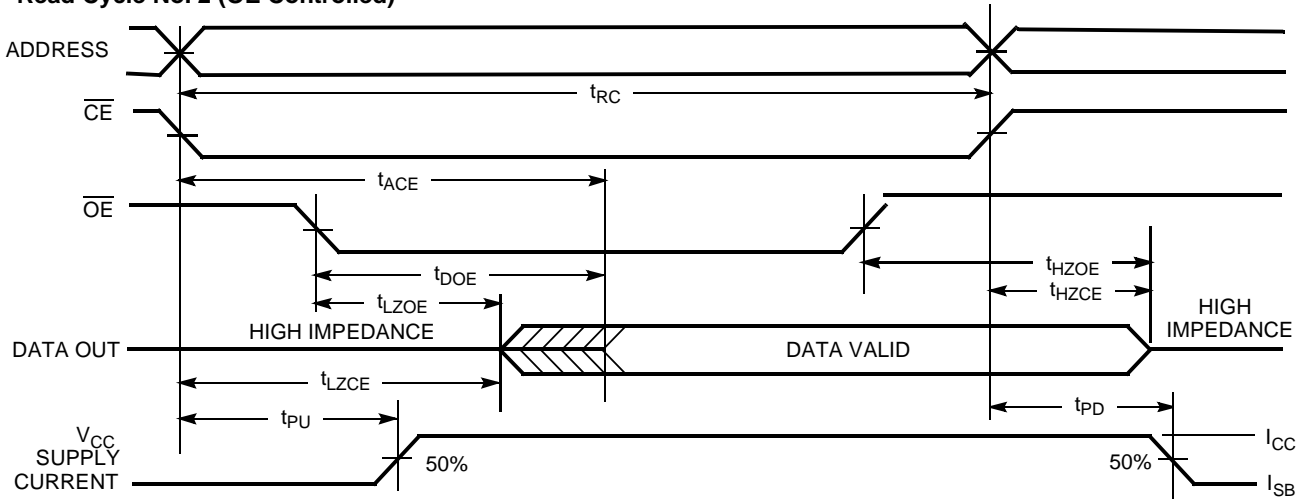 Read Cycle No. 2 (OE Controlled)
ADDRESS
tRC
CE
tACE
OE
tDOE
tHZOE
tLZOE
tHZCE
HIGH IMPEDANCE
HIGH
IMPEDANCE
DATA OUT
DATA VALID
tLZCE
tPU
tPD
VCC
SUPPLY
CURRENT
50%
50%
ICC
ISB